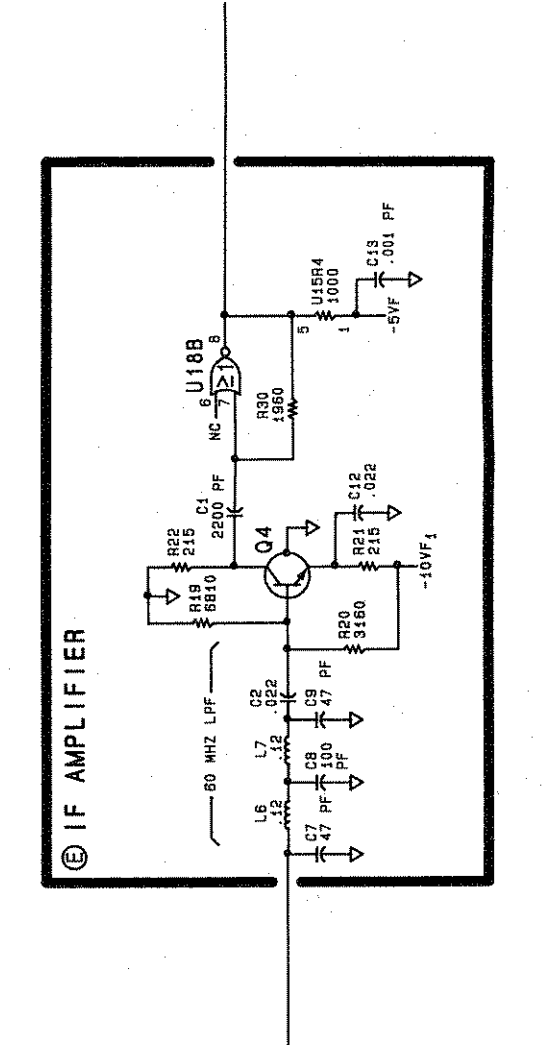 E IF AMPLIFIER
60 MHZ LPF
L6
.12
C7
47 PF
L7
.12
C8
100
PF
C2
.022
C9
47 PF
R19
6810
R22
215
R20
3160
Q4
C1
2200 PF
C12
.022
R21
215
-10VF1
NC
6
7
U18B
≥1
8
R30
1960
5
U15R4
1000
1
C13
.001 PF
-5VF